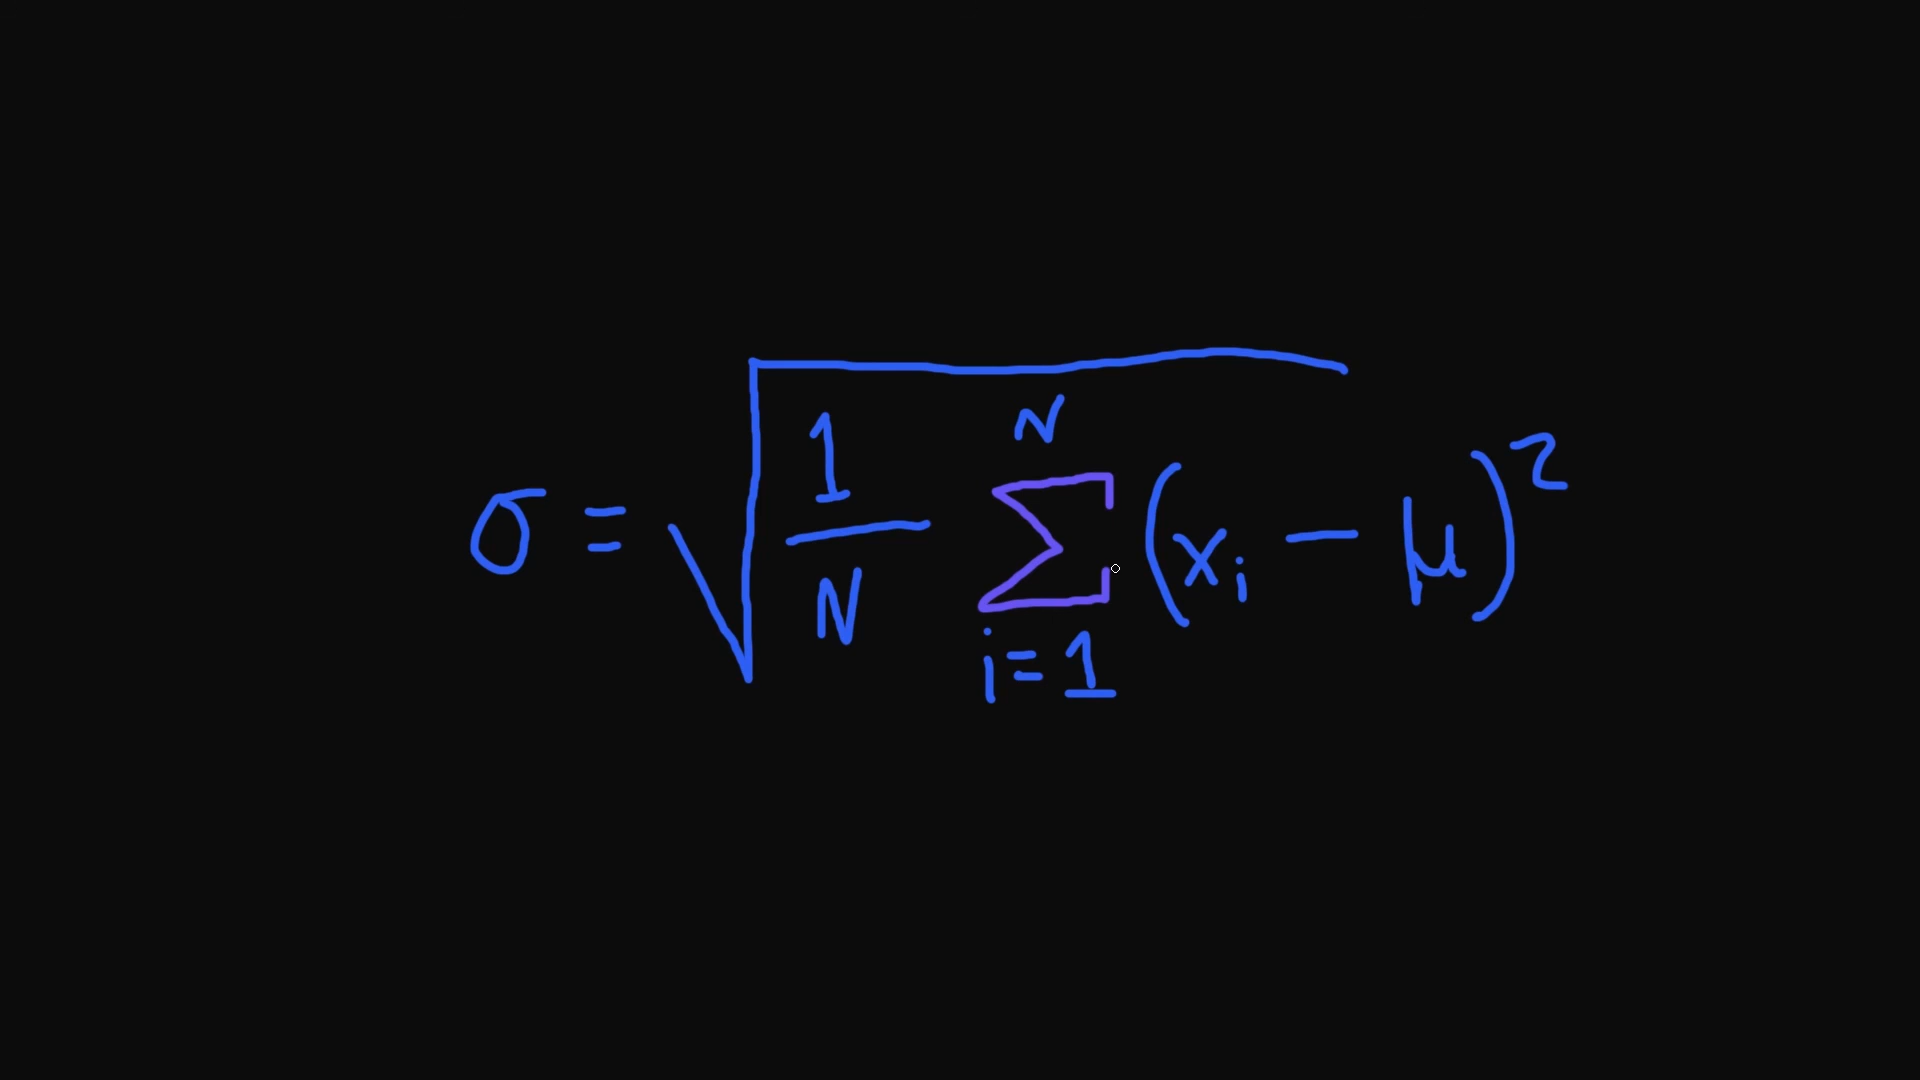 σ = √ 1/N ∑_{i=1}^{N} (x_i − μ)^2